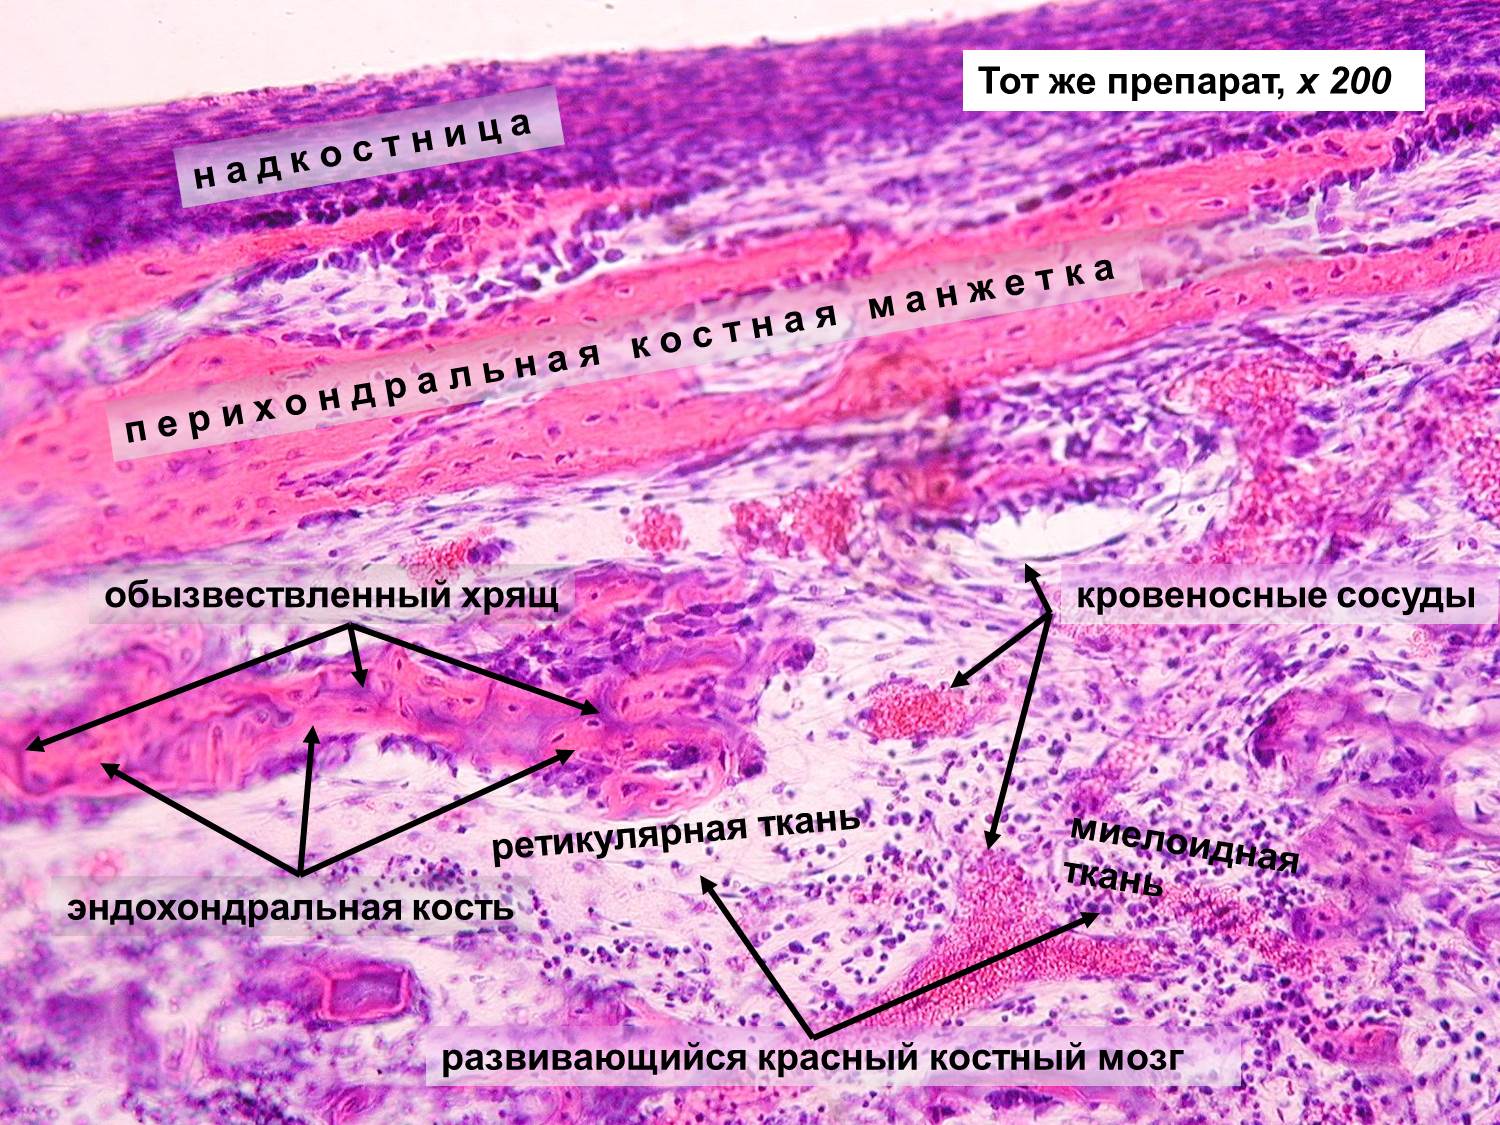 Тот же препарат, х 200
надкостница
перихондральная костная манжетка
обызвествленный хрящ
кровеносные сосуды
ретикулярная ткань
миелоидная
ткань
эндохондральная кость
развивающийся красный костный мозг